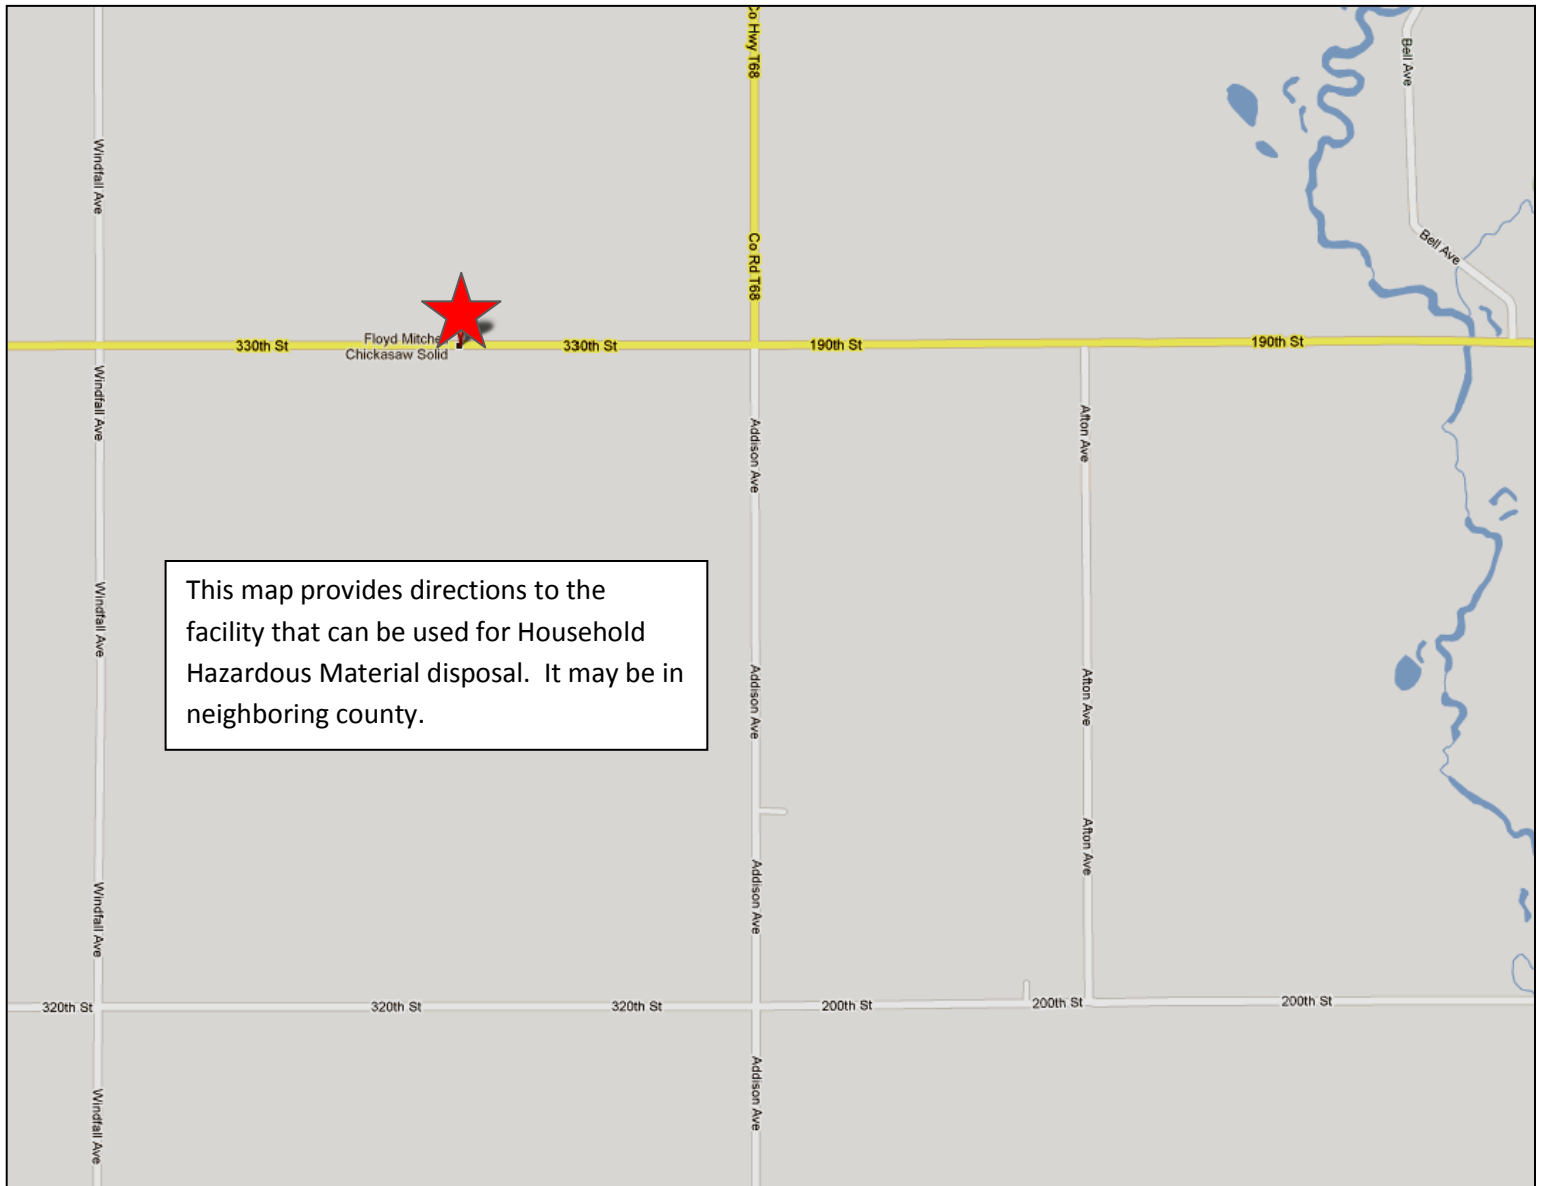 Co Hwy T68
Bell Ave
Windfall Ave
Co Rd T68
Bell Ave
Floyd Mitche
Chickasaw Solid
330th St
330th St
190th St
190th St
Windfall Ave
Addison Ave
Afton Ave
This map provides directions to the
facility that can be used for Household
Hazardous Material disposal.  It may be in
neighboring county.
Windfall Ave
Addison Ave
Afton Ave
Afton Ave
Windfall Ave
Addison Ave
320th St
320th St
320th St
200th St
200th St
200th St
Windfall Ave
Addison Ave